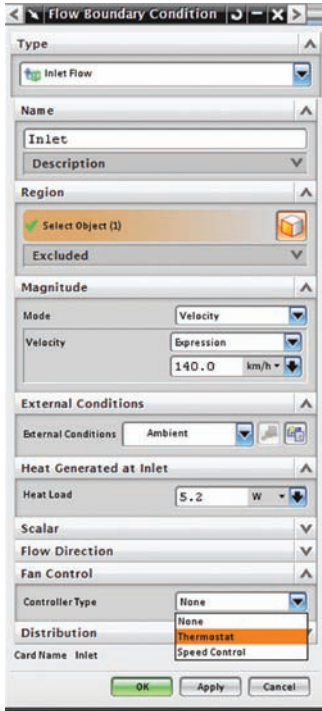 Flow Boundary Condition
Type
Inlet Flow
Name
Inlet
Description
Region
Select Object (1)
Excluded
Magnitude
Mode Velocity
Velocity Expression
140.0 km/h
External Conditions
External Conditions Ambient
Heat Generated at Inlet
Heat Load 5.2 W
Scalar
Flow Direction
Fan Control
Controller Type None
None
Thermostat
Speed Control
Distribution
Card Name Inlet
OK Apply Cancel